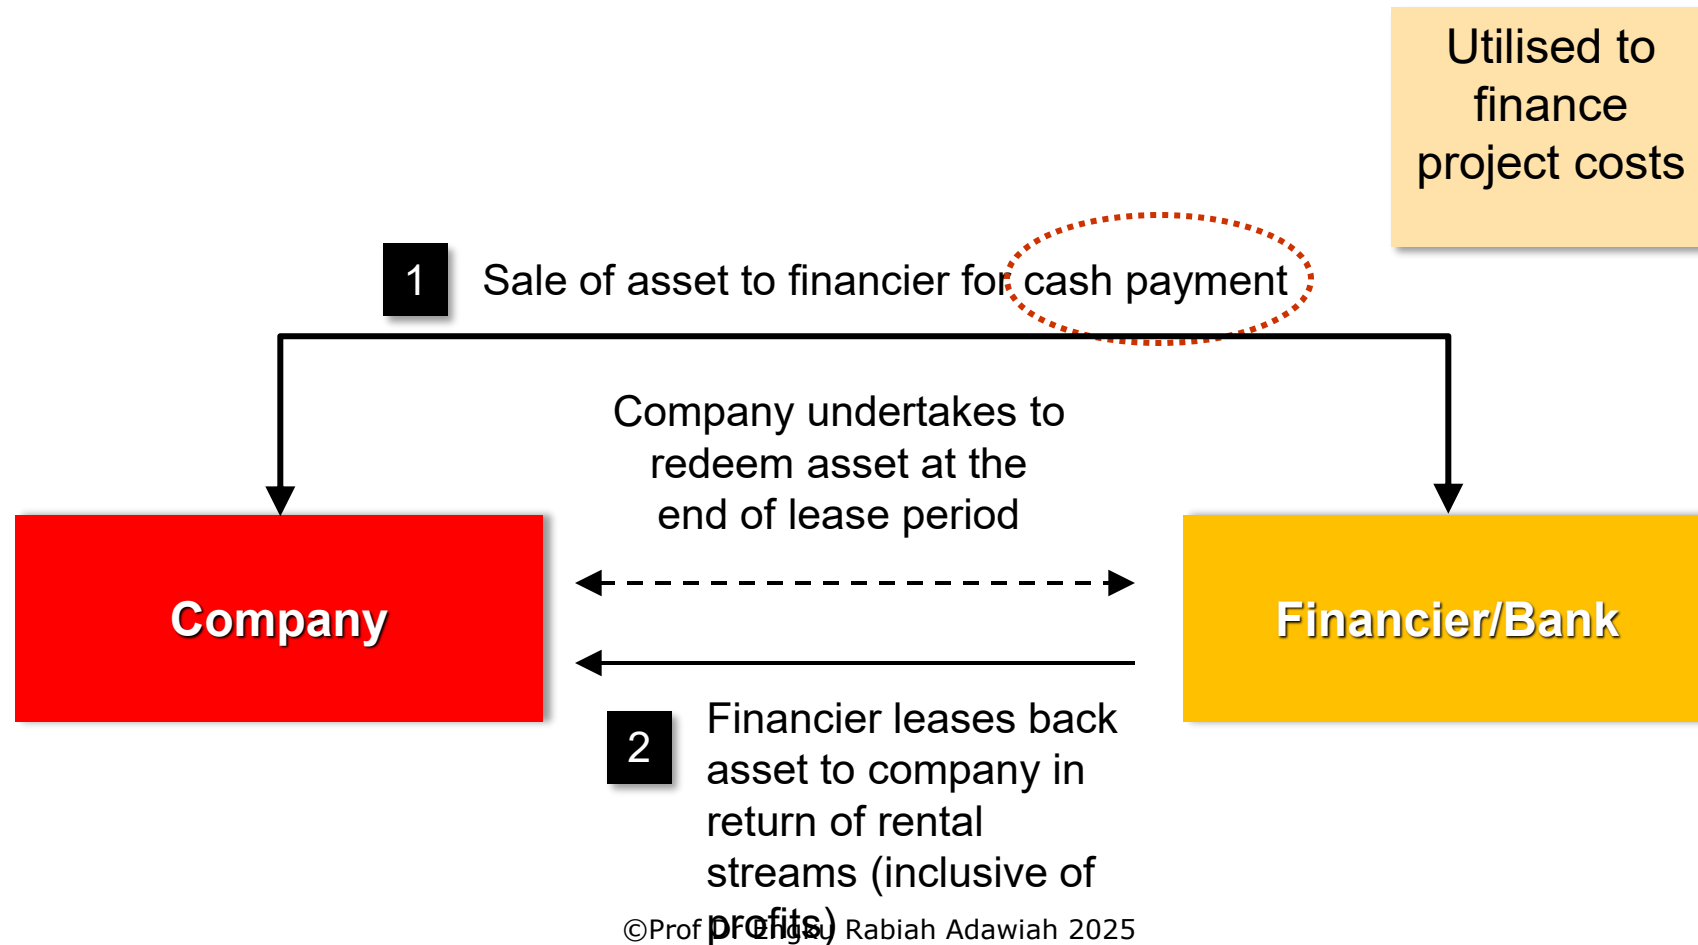 Utilised to
finance
project costs
1
Sale of asset to financier for cash payment
Company undertakes to
redeem asset at the
end of lease period
Company
Financier/Bank
2
Financier leases back
asset to company in
return of rental
streams (inclusive of
profits)
©Prof Dr Engku Rabiah Adawiah 2025